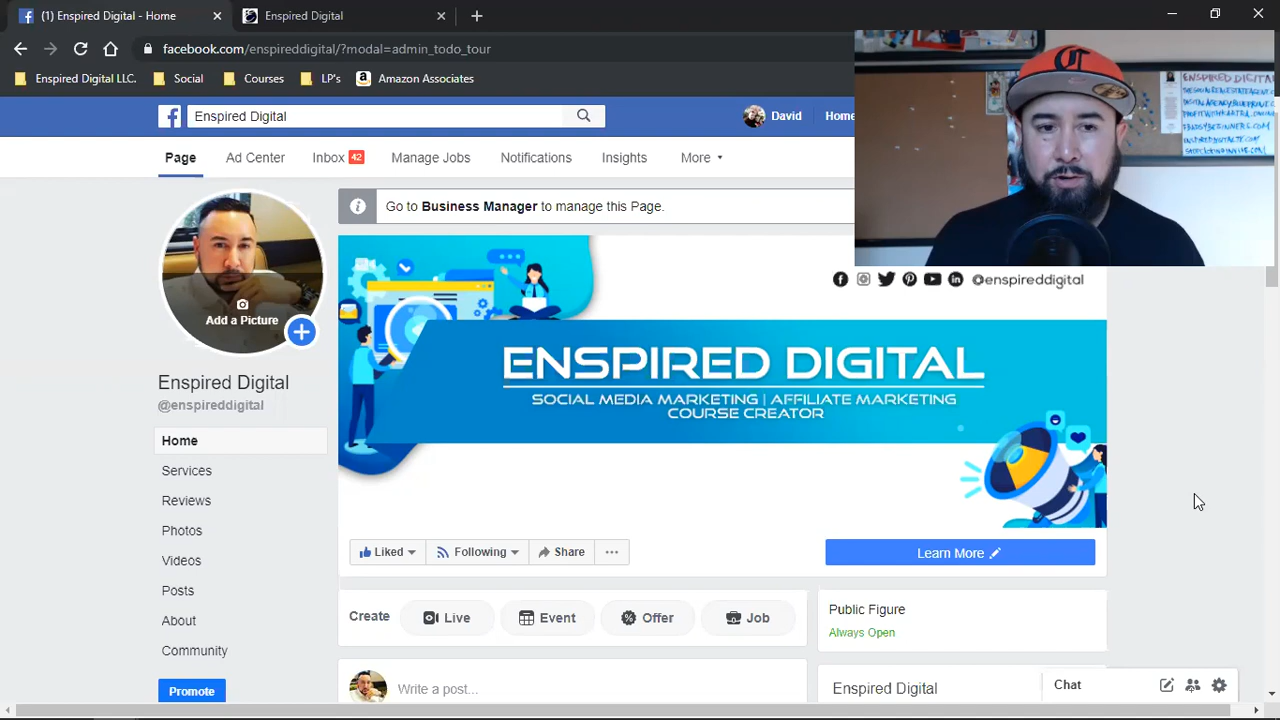 (1) Enspired Digital - Home
Enspired Digital
facebook.com/enspireddigital/?modal=admin_todo_tour
Enspired Digital LLC.
Social
Courses
LP's
Amazon Associates
Enspired Digital
David
Home
Page
Ad Center
Inbox 42
Manage Jobs
Notifications
Insights
More
ENSPIRED DIGITAL
Go to Business Manager to manage this Page.
Add a Picture
@enspireddigital
ENSPIRED DIGITAL
SOCIAL MEDIA MARKETING | AFFILIATE MARKETING
COURSE CREATOR
Enspired Digital
@enspireddigital
Home
Services
Reviews
Photos
Videos
Posts
About
Community
Promote
Liked
Following
Share
Learn More
Create
Live
Event
Offer
Job
Public Figure
Always Open
Write a post...
Enspired Digital
Chat